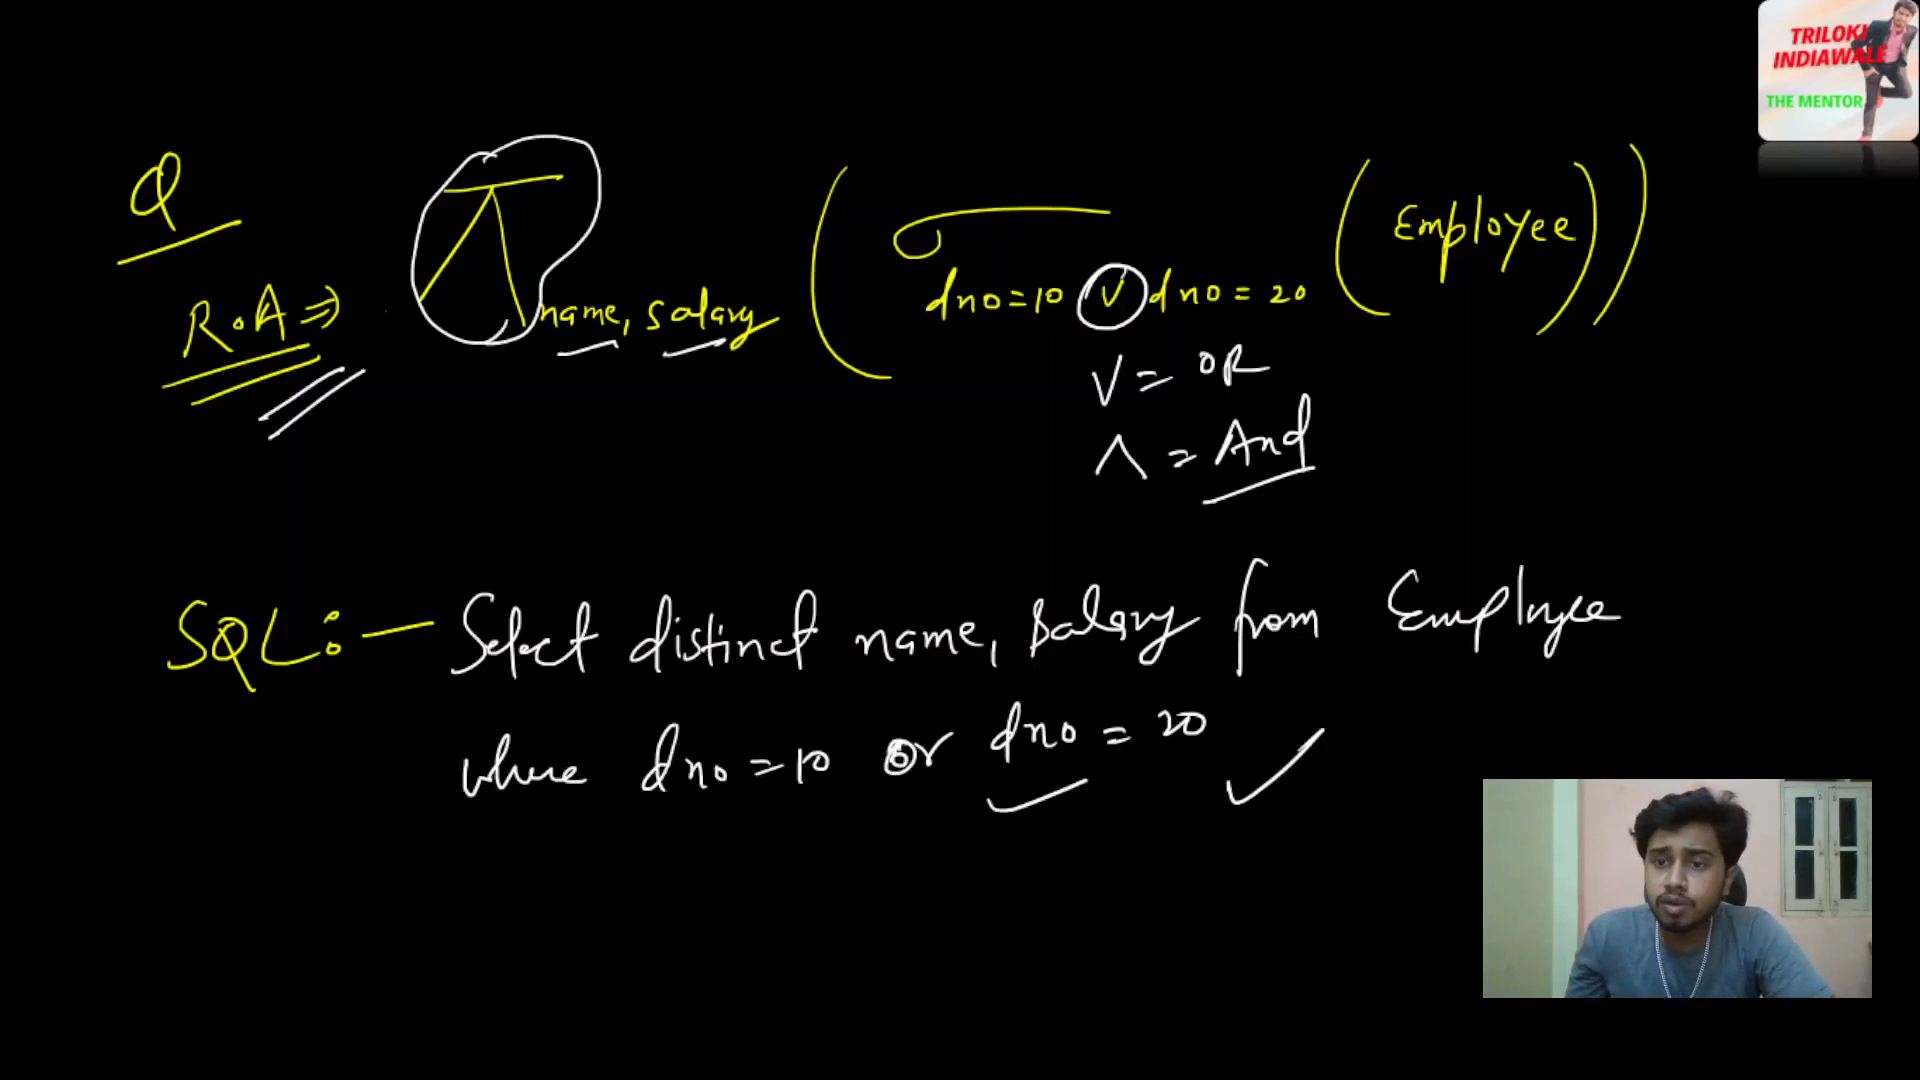 TRILOKI
INDIAWALE
THE MENTOR
Q
R.A ⇒ π name, salary ( σ dno=10 V dno = 20 ( Employee ) )
V = OR
Λ = And
SQL:— Select distinct name, salary from Employee
where dno = 10 or dno = 20